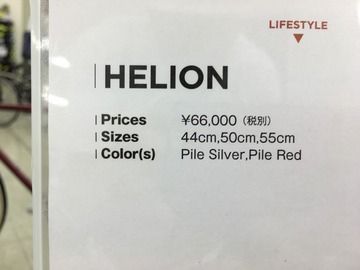 LIFESTYLE
HELION
Prices ¥66,000 (税別)
Sizes 44cm,50cm,55cm
Color(s) Pile Silver,Pile Red